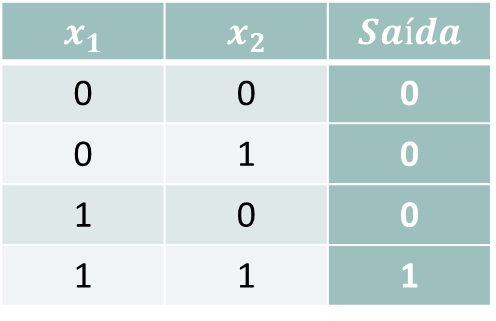 x₁ x₂ Saída
0 0 0
0 1 0
1 0 0
1 1 1